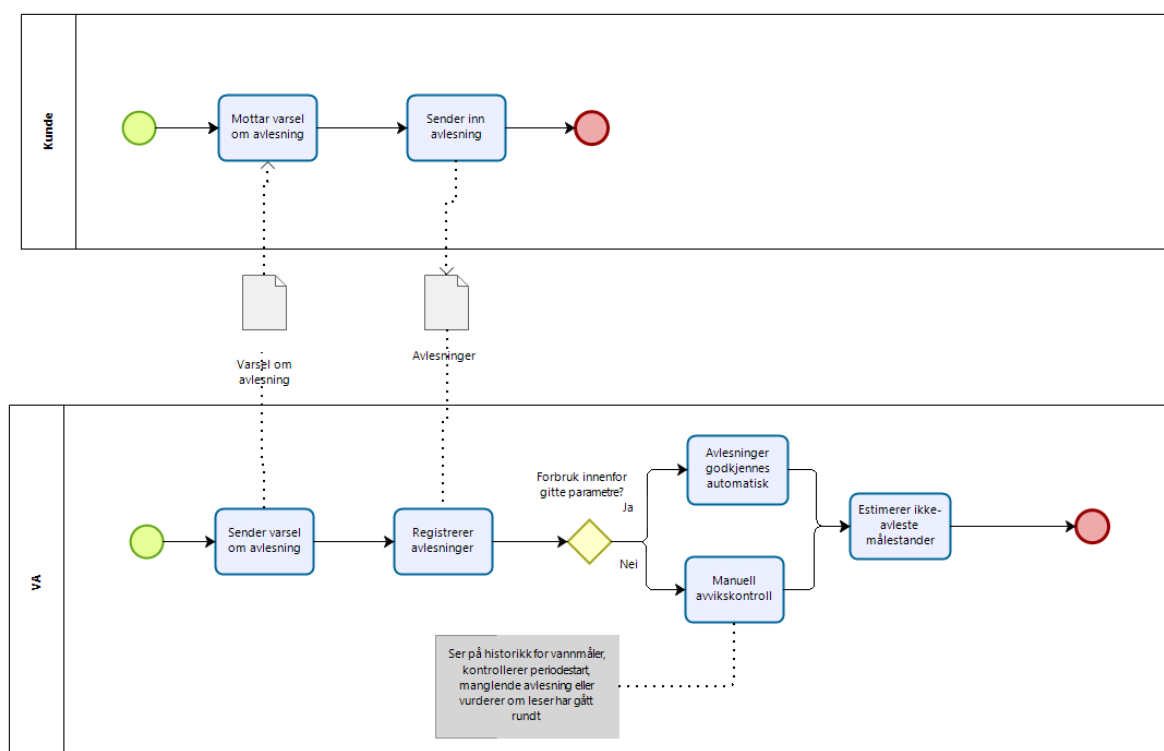 Kunde
Mottar varsel
om avlesning
Sender inn
avlesning
Varsel om
avlesning
Avlesninger
VA
Sender varsel
om avlesning
Registrerer
avlesninger
Forbruk innenfor
gitte parametre?
Ja
Nei
Avlesninger
godkjennes
automatisk
Manuell
avvikskontroll
Estimerer ikke-
avleste
målestander
Ser på historikk for vannmåler,
kontrollerer periodestart,
manglende avlesning eller
vurderer om leser har gått
rundt